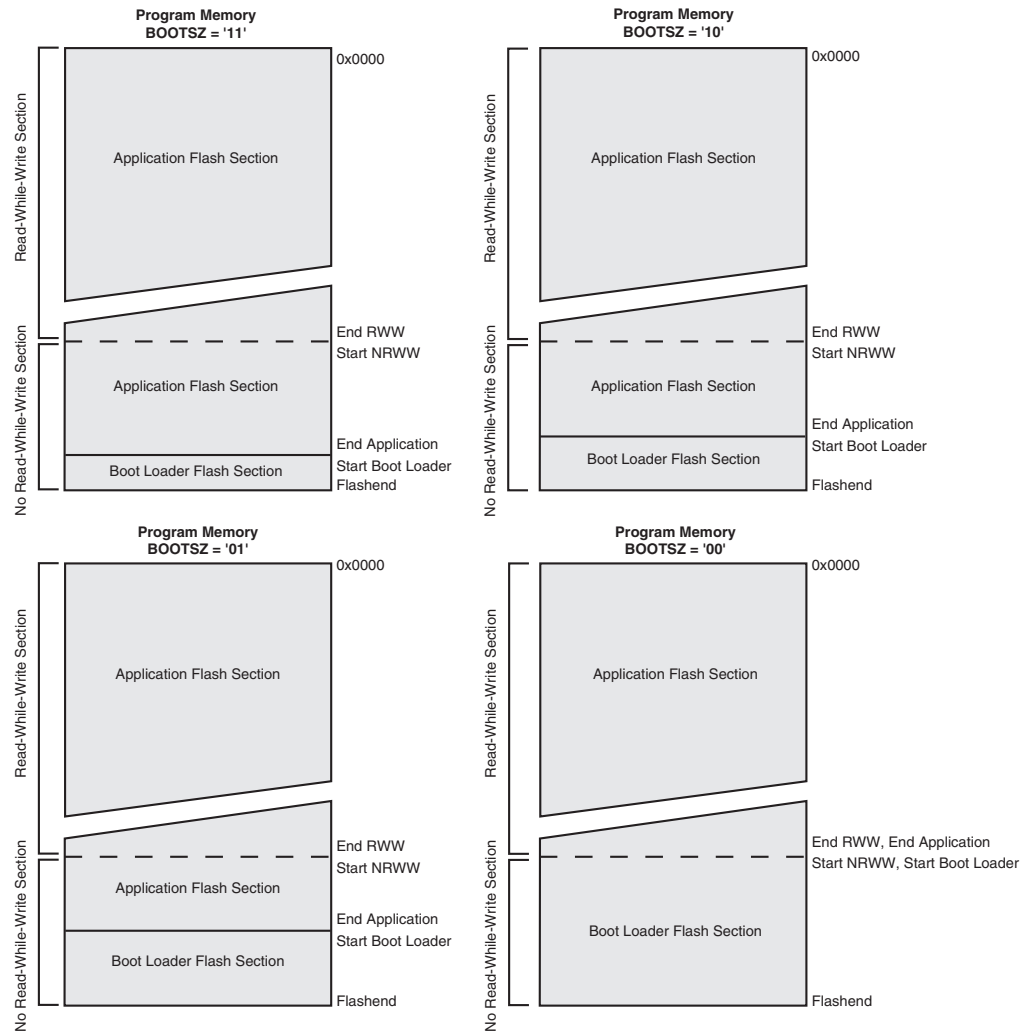 Program Memory
BOOTSZ = '11'
Read-While-Write Section
No Read-While-Write Section
0x0000
Application Flash Section
End RWW
Start NRWW
Application Flash Section
End Application
Start Boot Loader
Boot Loader Flash Section
Flashend
Program Memory
BOOTSZ = '10'
Read-While-Write Section
No Read-While-Write Section
0x0000
Application Flash Section
End RWW
Start NRWW
Application Flash Section
End Application
Start Boot Loader
Boot Loader Flash Section
Flashend
Program Memory
BOOTSZ = '01'
Read-While-Write Section
No Read-While-Write Section
0x0000
Application Flash Section
End RWW
Start NRWW
Application Flash Section
End Application
Start Boot Loader
Boot Loader Flash Section
Flashend
Program Memory
BOOTSZ = '00'
Read-While-Write Section
No Read-While-Write Section
0x0000
Application Flash Section
End RWW, End Application
Start NRWW, Start Boot Loader
Boot Loader Flash Section
Flashend